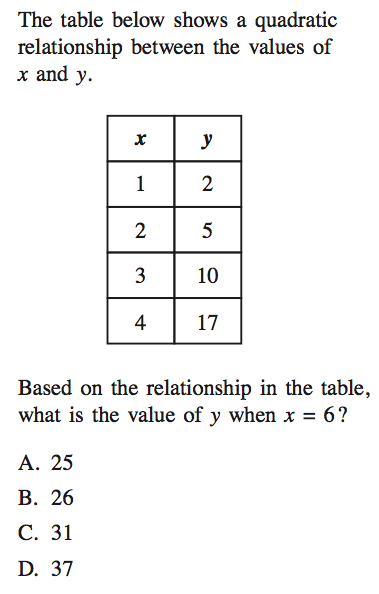 The table below shows a quadratic
relationship between the values of
x and y.
x y
1 2
2 5
3 10
4 17
Based on the relationship in the table,
what is the value of y when x = 6?
A. 25
B. 26
C. 31
D. 37